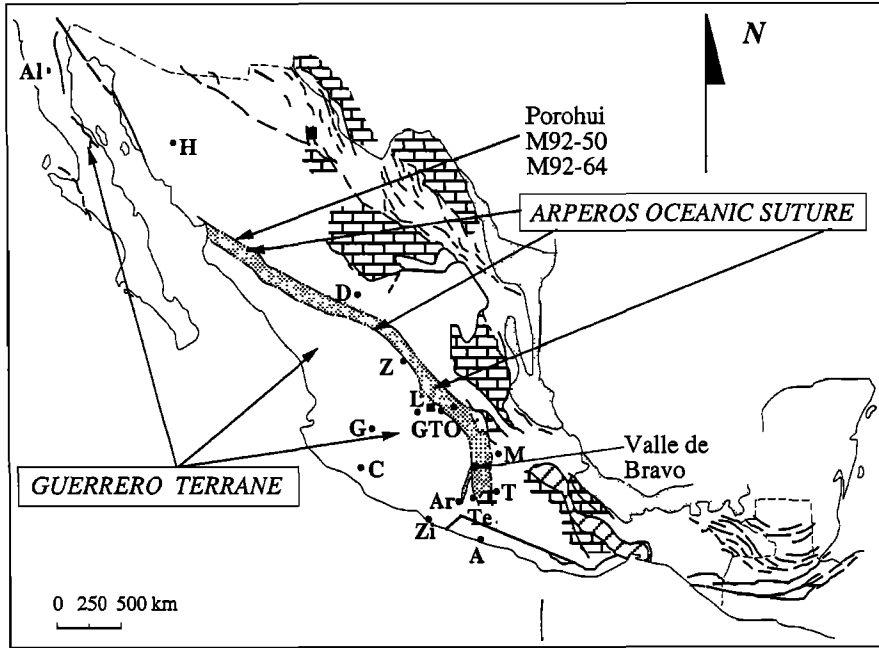 N
Al
H
Porohui
M92-50
M92-64
ARPEROS OCEANIC SUTURE
D
Z
L
GTO
G
M
Valle de
Bravo
C
GUERRERO TERRANE
Ar
Te
T
Zi
A
0 250 500 km